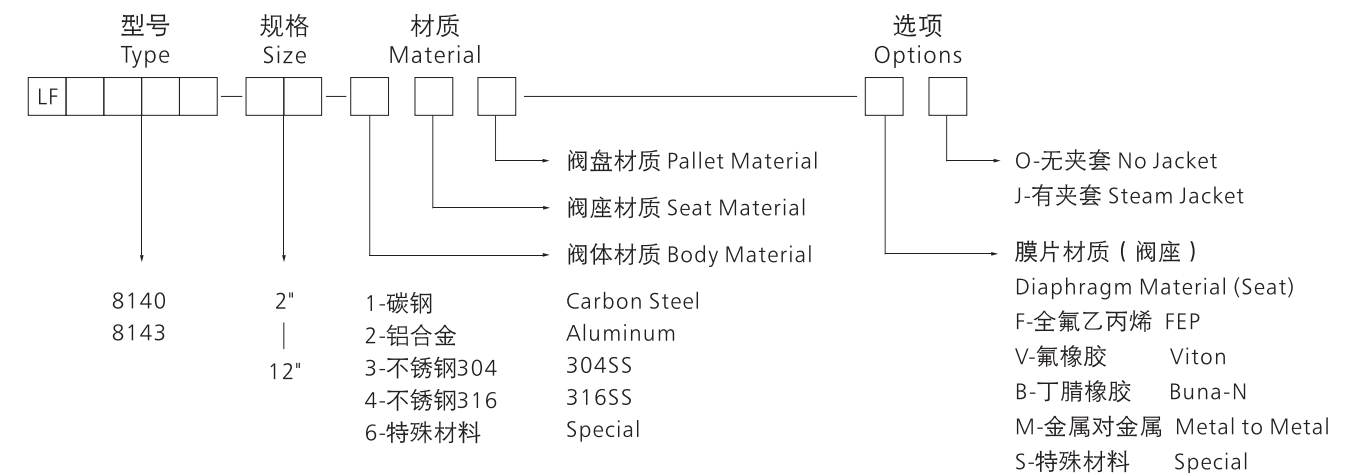 型号 规格 材质 选项
Type Size Material Options
LF
阀盘材质 Pallet Material
O-无夹套 No Jacket
J-有夹套 Steam Jacket
阀座材质 Seat Material
阀体材质 Body Material
膜片材质(阀座)
Diaphragm Material (Seat)
8140 2" 1-碳钢 Carbon Steel
8143 2-铝合金 Aluminum
12" 3-不锈钢304 304SS
4-不锈钢316 316SS
6-特殊材料 Special
F-全氟乙丙烯 FEP
V-氟橡胶 Viton
B-丁腈橡胶 Buna-N
M-金属对金属 Metal to Metal
S-特殊材料 Special